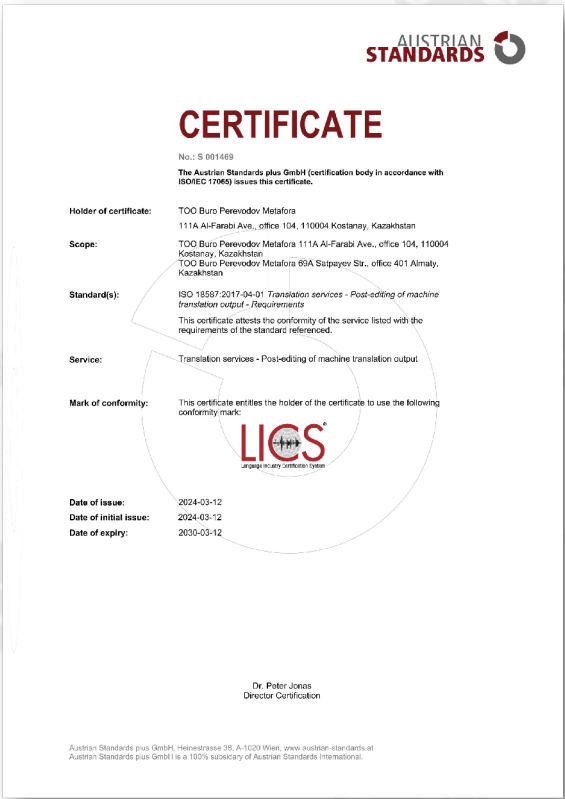 AUSTRIAN
STANDARDS
CERTIFICATE
No.: S 001469
The Austrian Standards plus GmbH (certification body in accordance with
ISO/IEC 17065) issues this certificate.
Holder of certificate: TOO Buro Perevodov Metafora
111A Al-Farabi Ave., office 104, 110004 Kostanay, Kazakhstan
Scope: TOO Buro Perevodov Metafora 111A Al-Farabi Ave., office 104, 110004
Kostanay, Kazakhstan
TOO Buro Perevodov Metafora 69A Satpayev Str., office 401 Almaty,
Kazakhstan
Standard(s): ISO 18587:2017-04-01 Translation services - Post-editing of machine
translation output - Requirements
This certificate attests the conformity of the service listed with the
requirements of the standard referenced.
Service: Translation services - Post-editing of machine translation output
Mark of conformity: This certificate entitles the holder of the certificate to use the following
conformity mark:
LICS®
Language Industry Certification System
Date of issue: 2024-03-12
Date of initial issue: 2024-03-12
Date of expiry: 2030-03-12
Dr. Peter Jonas
Director Certification
Austrian Standards plus GmbH, Heinestrasse 38, A-1020 Wien, www.austrian-standards.at
Austrian Standards plus GmbH is a 100% subsidary of Austrian Standards International.